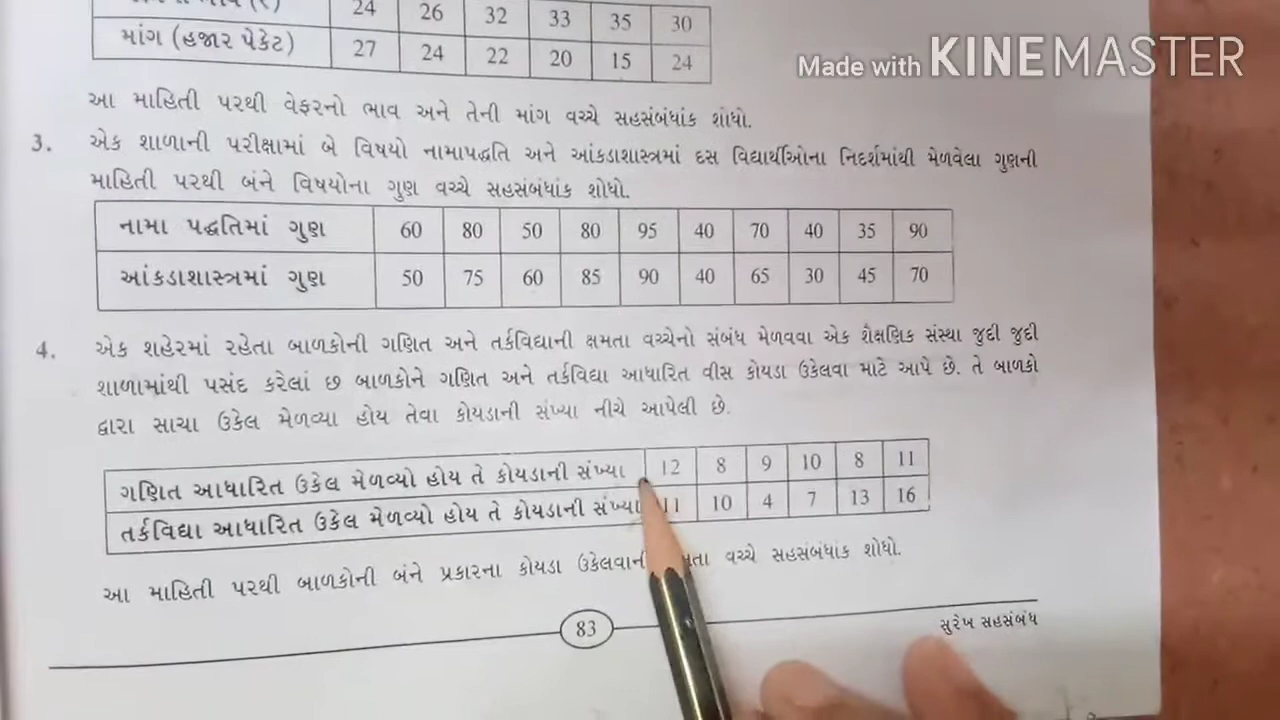 24 26 32 33 35 30
માંગ (હજાર પેકેટ) 27 24 22 20 15 24
Made with KINEMASTER
આ માહિતી પરથી વેફરનો ભાવ અને તેની માંગ વચ્ચે સહસંબંધાંક શોધો.
3. એક શાળાની પરીક્ષામાં બે વિષયો નામાપદ્ધતિ અને આંકડાશાસ્ત્રમાં દસ વિદ્યાર્થીઓના નિદર્શમાંથી મેળવેલા ગુણની
માહિતી પરથી બંને વિષયોના ગુણ વચ્ચે સહસંબંધાંક શોધો.
નામા પદ્ધતિમાં ગુણ 60 80 50 80 95 40 70 40 35 90
આંકડાશાસ્ત્રમાં ગુણ 50 75 60 85 90 40 65 30 45 70
4. એક શહેરમાં રહેતા બાળકોની ગણિત અને તર્કવિદ્યાની ક્ષમતા વચ્ચેનો સંબંધ મેળવવા એક શૈક્ષણિક સંસ્થા જુદી જુદી
શાળામાંથી પસંદ કરેલાં છ બાળકોને ગણિત અને તર્કવિદ્યા આધારિત વીસ કોયડા ઉકેલવા માટે આપે છે. તે બાળકો
દ્વારા સાચા ઉકેલ મેળવ્યા હોય તેવા કોયડાની સંખ્યા નીચે આપેલી છે.
ગણિત આધારિત ઉકેલ મેળવ્યો હોય તે કોયડાની સંખ્યા 12 8 9 10 8 11
તર્કવિદ્યા આધારિત ઉકેલ મેળવ્યો હોય તે કોયડાની સંખ્યા 11 10 4 7 13 16
આ માહિતી પરથી બાળકોની બંને પ્રકારના કોયડા ઉકેલવાની વચ્ચે સહસંબંધાંક શોધો.
83
સુરેખ સહસંબંધ